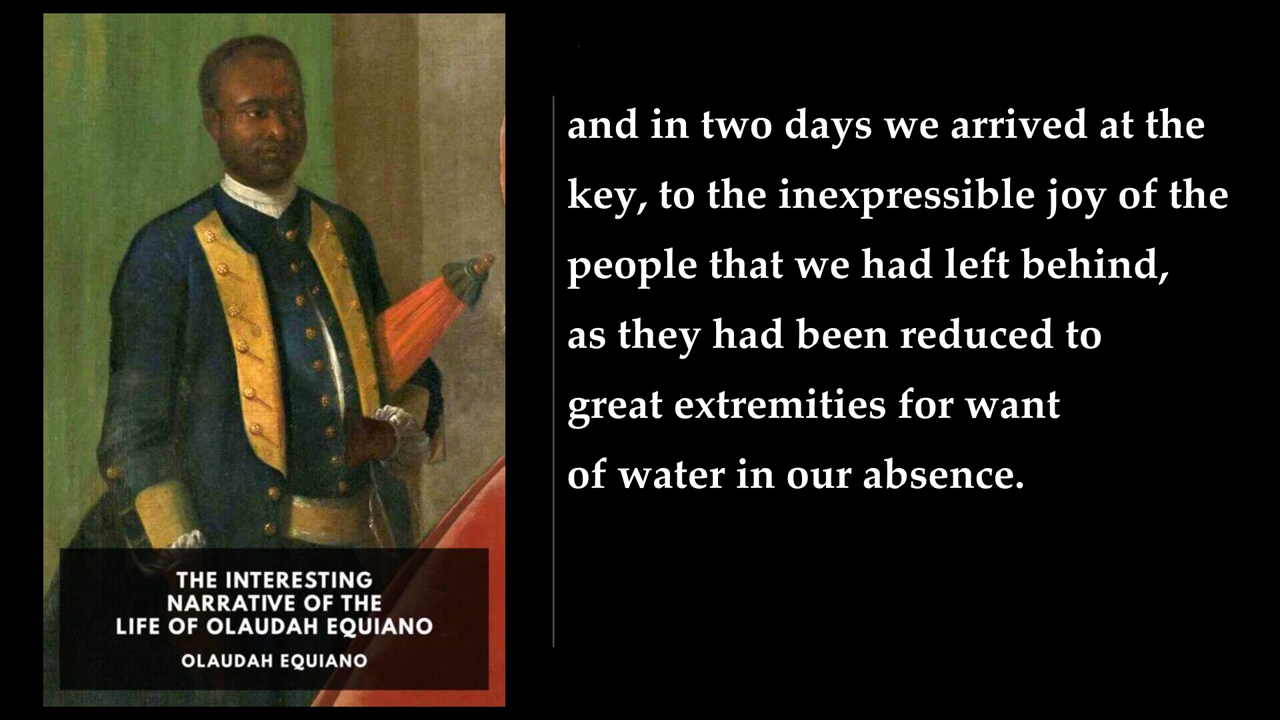 THE INTERESTING
NARRATIVE OF THE
LIFE OF OLAUDAH EQUIANO
OLAUDAH EQUIANO
and in two days we arrived at the
key, to the inexpressible joy of the
people that we had left behind,
as they had been reduced to
great extremities for want
of water in our absence.